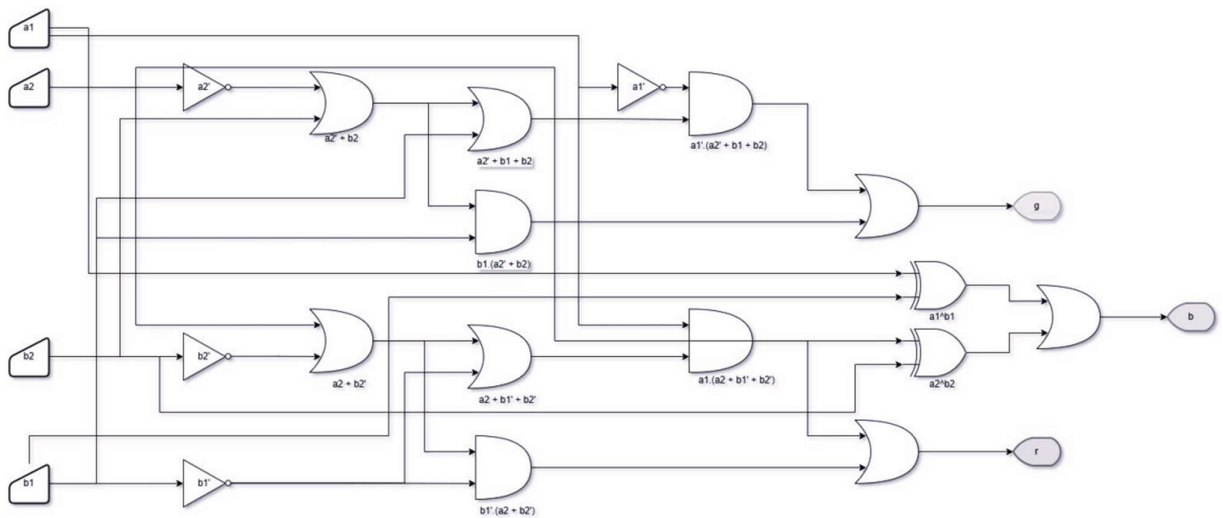 a1
a2
a2'
a1'
a2' + b2
a2' + b1 + b2
a1'.(a2' + b1 + b2)
g
b1.(a2' + b2)
a1^b1
b
b2
b2'
a2 + b2'
a2 + b1' + b2'
a1.(a2 + b1' + b2')
a2^b2
r
b1
b1'
b1'.(a2 + b2')